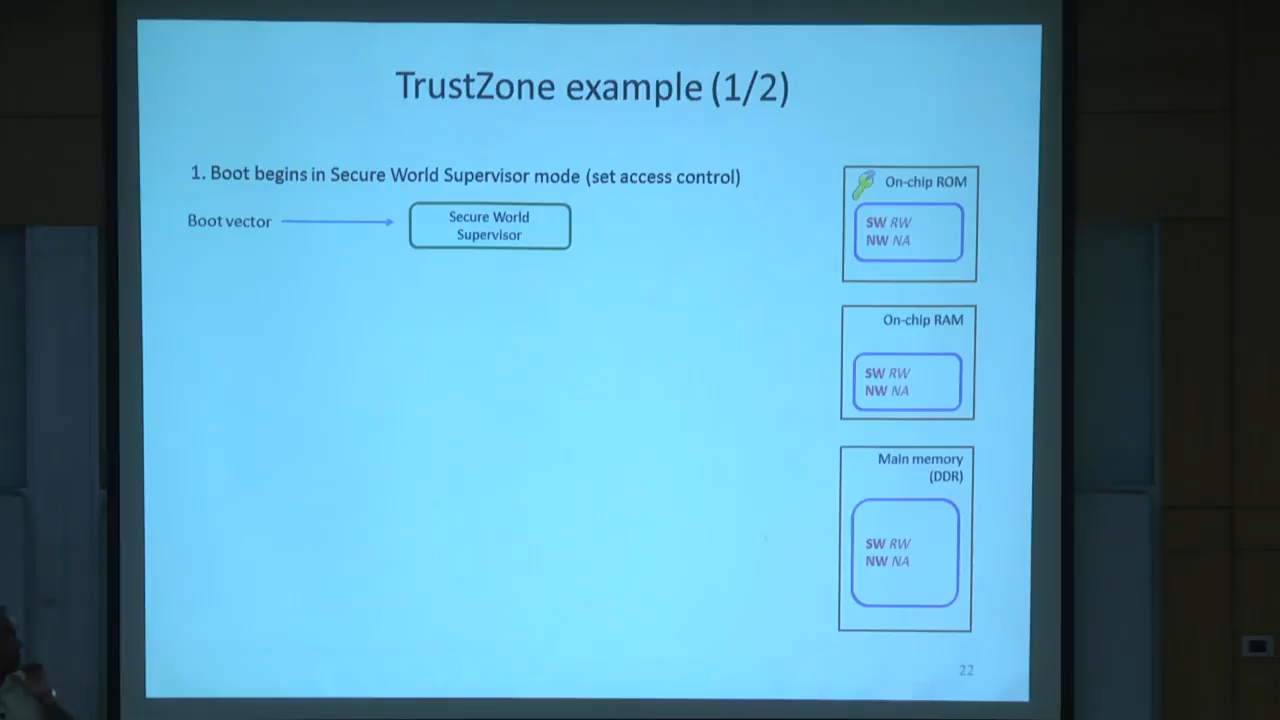 TrustZone example (1/2)
1. Boot begins in Secure World Supervisor mode (set access control)
Boot vector
Secure World
Supervisor
On-chip ROM
SW RW
NW NA
On-chip RAM
SW RW
NW NA
Main memory
(DDR)
SW RW
NW NA
22